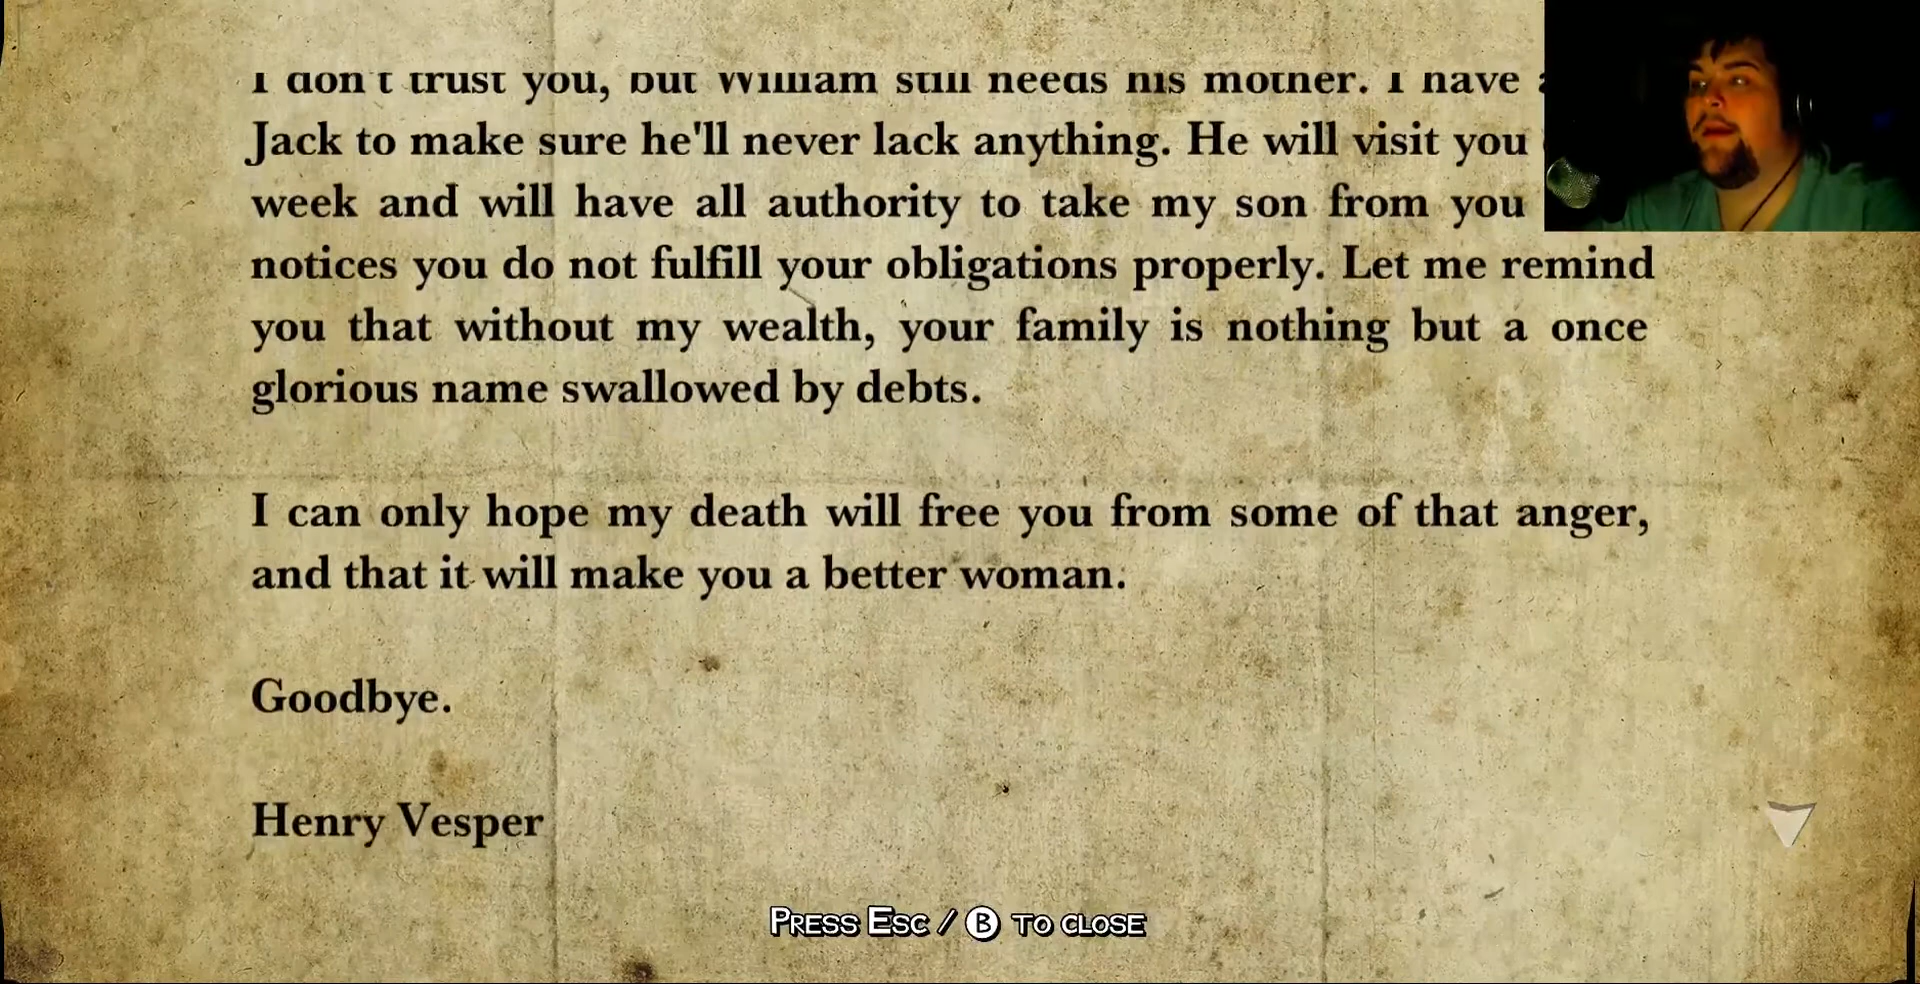 I don't trust you, but William still needs his mother. I have
Jack to make sure he'll never lack anything. He will visit you
week and will have all authority to take my son from you
notices you do not fulfill your obligations properly. Let me remind
you that without my wealth, your family is nothing but a once
glorious name swallowed by debts.
I can only hope my death will free you from some of that anger,
and that it will make you a better woman.
Goodbye.
Henry Vesper
PRESS ESC / B TO CLOSE